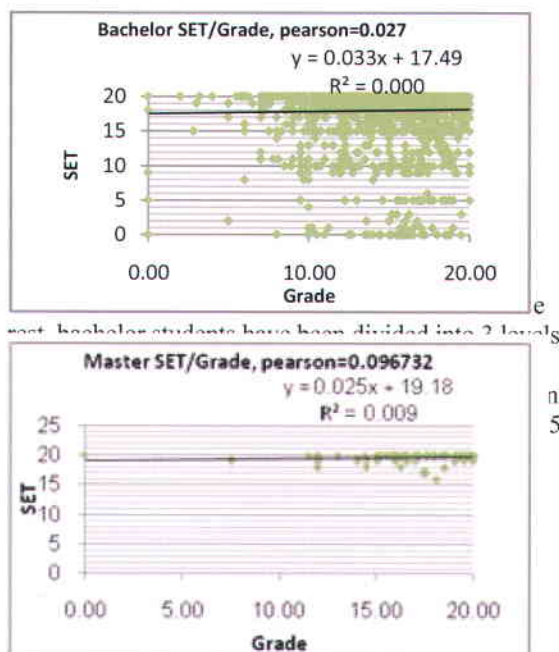 Bachelor SET/Grade, pearson=0.027
y = 0.033x + 17.49
R² = 0.000
20
15
10
5
0
SET
0.00 10.00 20.00
Grade
e
rest, bachelor students have been divided into 3 levels
Master SET/Grade, pearson=0.096732
n
y = 0.025x + 19.18
5
R² = 0.009
25
20
15
10
5
0
SET
0.00 5.00 10.00 15.00 20.00
Grade